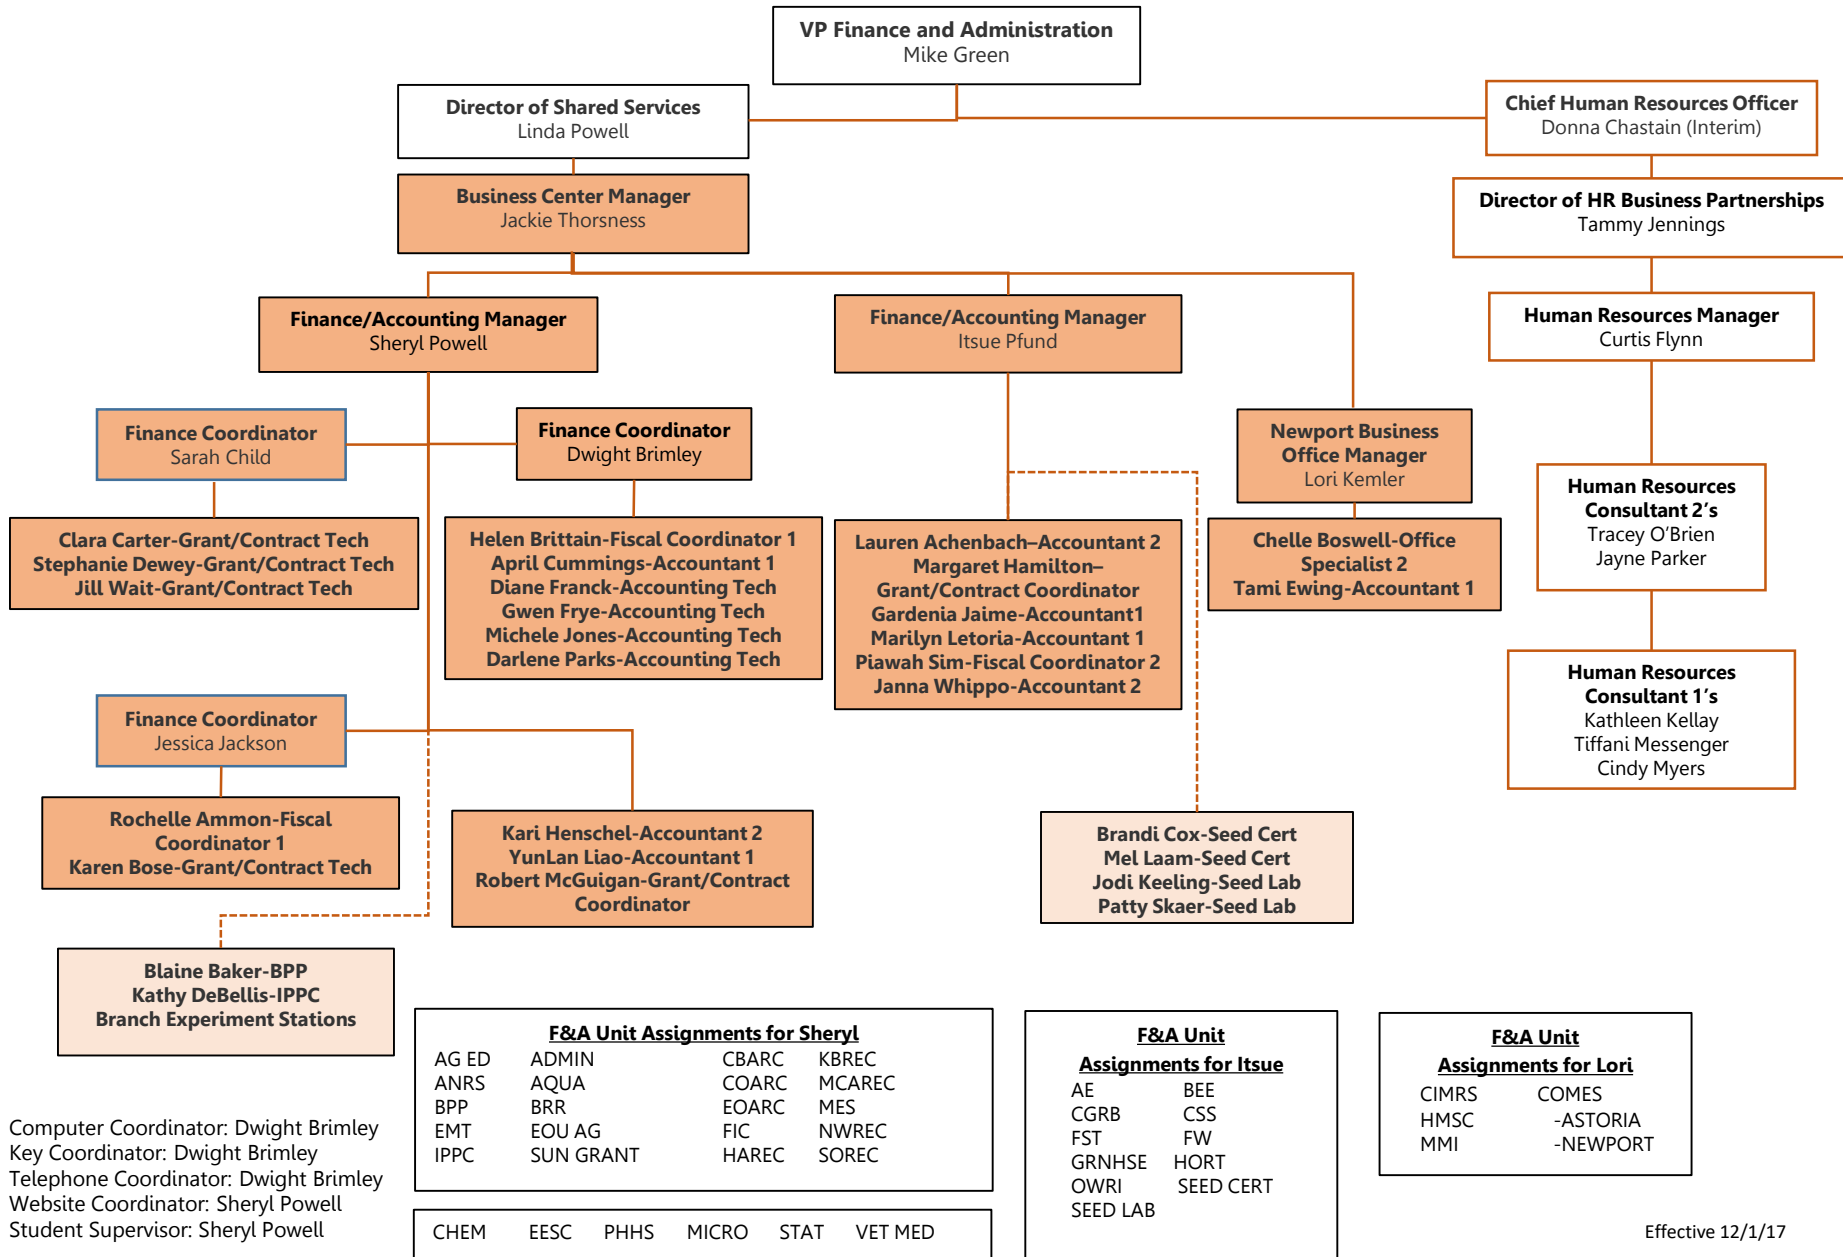 VP Finance and Administration
Mike Green
Director of Shared Services
Linda Powell
Chief Human Resources Officer
Donna Chastain (Interim)
Business Center Manager
Jackie Thorsness
Director of HR Business Partnerships
Tammy Jennings
Finance/Accounting Manager
Sheryl Powell
Finance/Accounting Manager
Itsue Pfund
Human Resources Manager
Curtis Flynn
Finance Coordinator
Sarah Child
Finance Coordinator
Dwight Brimley
Newport Business
Office Manager
Lori Kemler
Human Resources
Consultant 2's
Tracey O'Brien
Jayne Parker
Clara Carter-Grant/Contract Tech
Stephanie Dewey-Grant/Contract Tech
Jill Wait-Grant/Contract Tech
Helen Brittain-Fiscal Coordinator 1
April Cummings-Accountant 1
Diane Franck-Accounting Tech
Gwen Frye-Accounting Tech
Michele Jones-Accounting Tech
Darlene Parks-Accounting Tech
Lauren Achenbach–Accountant 2
Margaret Hamilton–
Grant/Contract Coordinator
Gardenia Jaime-Accountant1
Marilyn Letoria-Accountant 1
Piawah Sim-Fiscal Coordinator 2
Janna Whippo-Accountant 2
Chelle Boswell-Office
Specialist 2
Tami Ewing-Accountant 1
Human Resources
Consultant 1's
Kathleen Kellay
Tiffani Messenger
Cindy Myers
Finance Coordinator
Jessica Jackson
Rochelle Ammon-Fiscal
Coordinator 1
Karen Bose-Grant/Contract Tech
Kari Henschel-Accountant 2
YunLan Liao-Accountant 1
Robert McGuigan-Grant/Contract
Coordinator
Brandi Cox-Seed Cert
Mel Laam-Seed Cert
Jodi Keeling-Seed Lab
Patty Skaer-Seed Lab
Blaine Baker-BPP
Kathy DeBellis-IPPC
Branch Experiment Stations
F&A Unit Assignments for Sheryl
AG ED ADMIN CBARC KBREC
ANRS AQUA COARC MCAREC
BPP BRR EOARC MES
EMT EOU AG FIC NWREC
IPPC SUN GRANT HAREC SOREC
CHEM EESC PHHS MICRO STAT VET MED
F&A Unit
Assignments for Itsue
AE BEE
CGRB CSS
FST FW
GRNHSE HORT
OWRI SEED CERT
SEED LAB
F&A Unit
Assignments for Lori
CIMRS COMES
HMSC -ASTORIA
MMI -NEWPORT
Computer Coordinator: Dwight Brimley
Key Coordinator: Dwight Brimley
Telephone Coordinator: Dwight Brimley
Website Coordinator: Sheryl Powell
Student Supervisor: Sheryl Powell
Effective 12/1/17